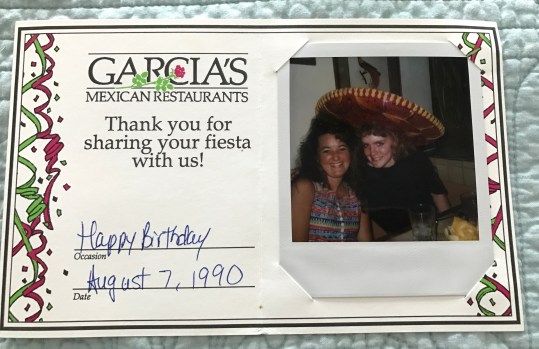 GARCIA'S
MEXICAN RESTAURANTS
Thank you for
sharing your fiesta
with us!
Happy Birthday
Occasion
August 7, 1990
Date